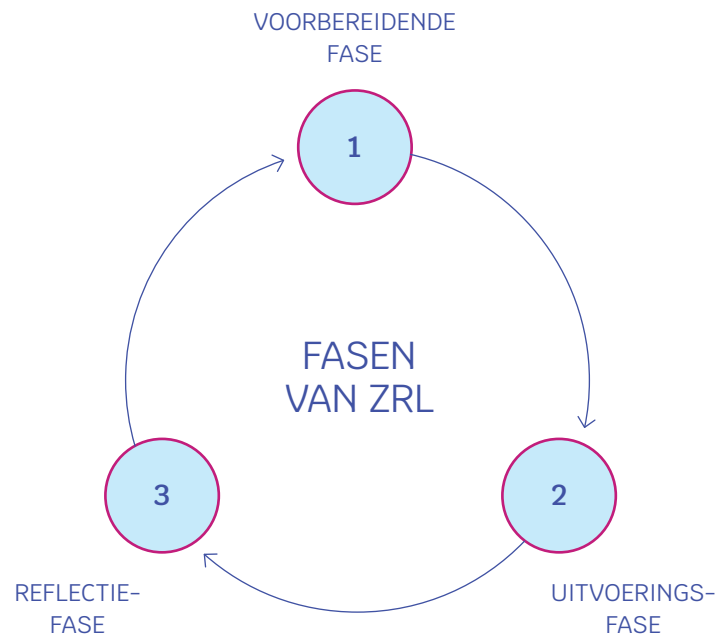 VOORBEREIDENDE
FASE
1
FASEN
VAN ZRL
3
2
REFLECTIE-
FASE
UITVOERINGS-
FASE